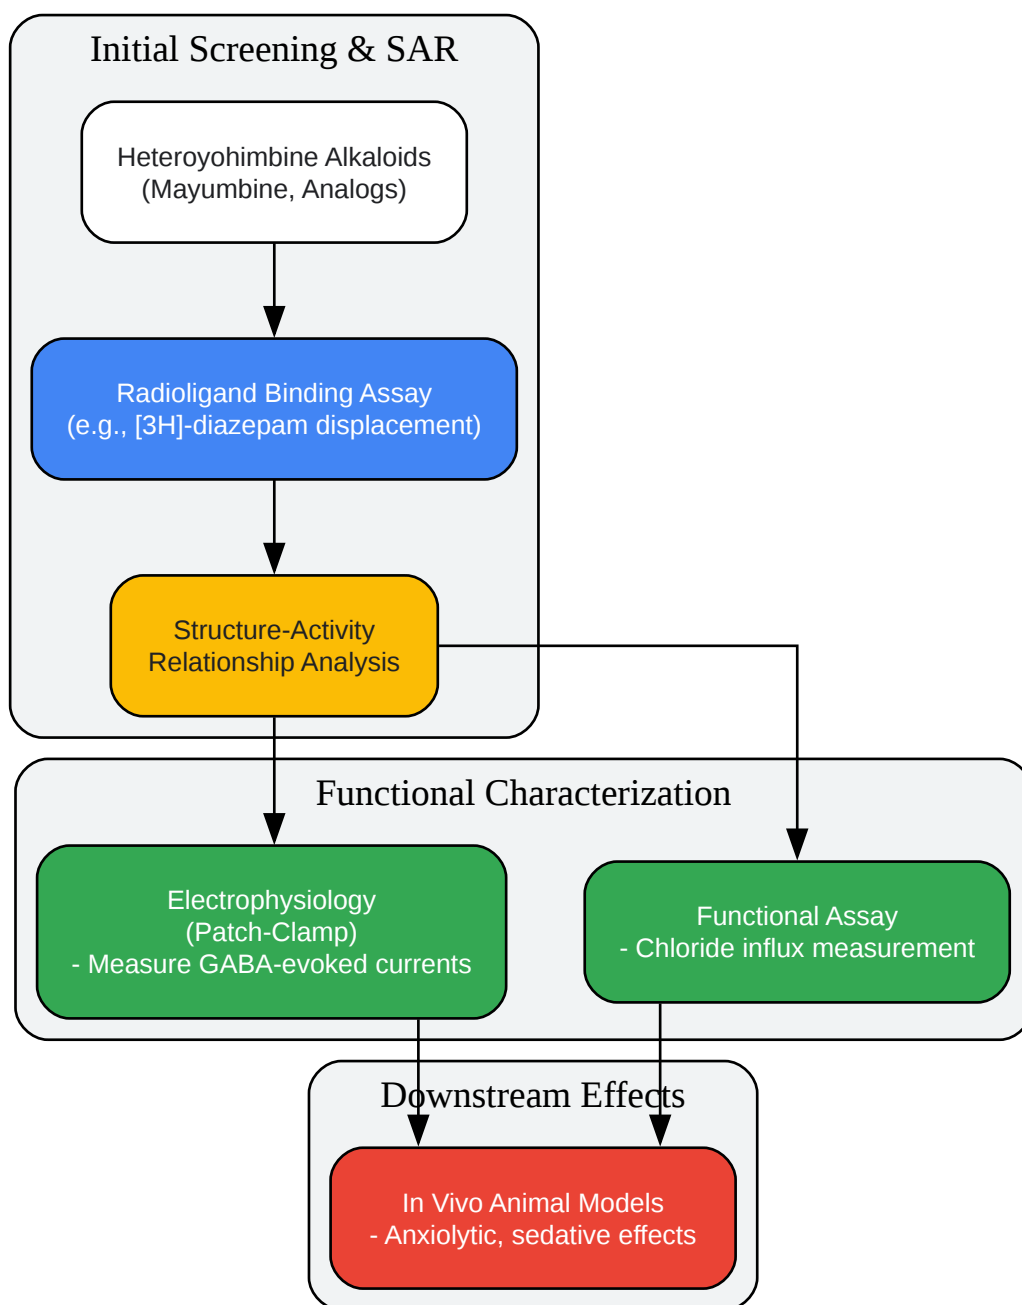 Initial Screening & SAR
Heteroyohimbine Alkaloids
(Mayumbine, Analogs)
Radioligand Binding Assay
(e.g., [3H]-diazepam displacement)
Structure-Activity
Relationship Analysis
Functional Characterization
Electrophysiology
(Patch-Clamp)
- Measure GABA-evoked currents
Functional Assay
- Chloride influx measurement
Downstream Effects
In Vivo Animal Models
- Anxiolytic, sedative effects